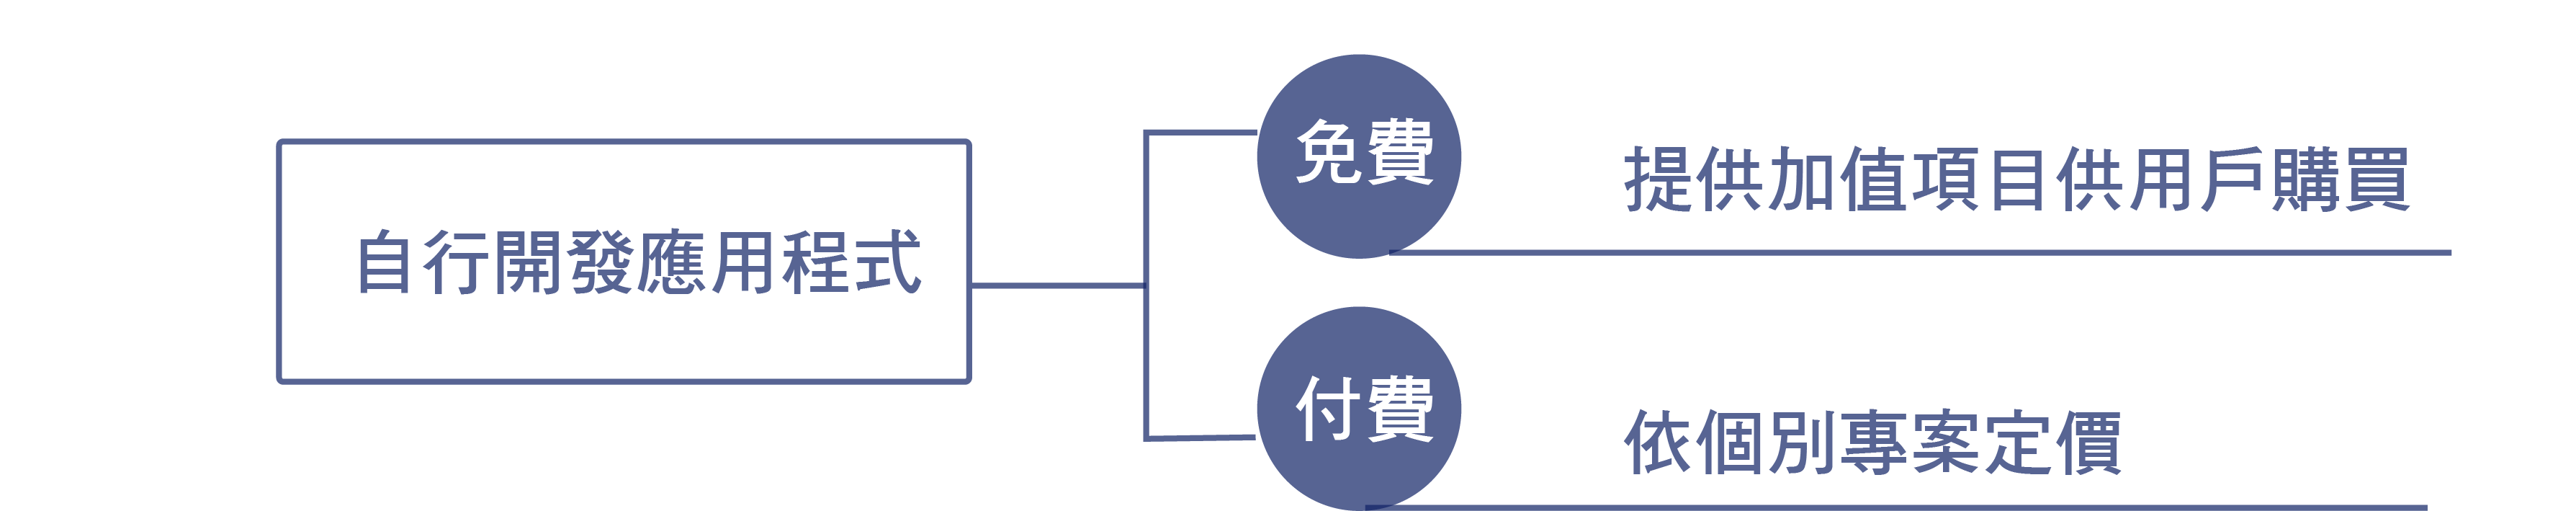 自行開發應用程式
免費
提供加值項目供用戶購買
付費
依個別專案定價